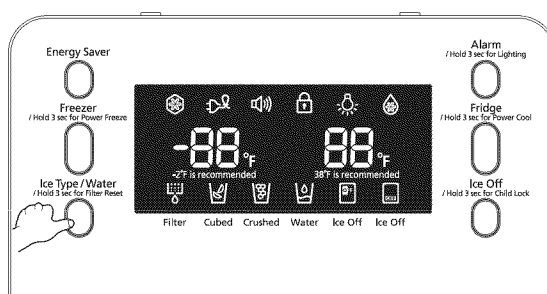 Energy Saver
Alarm
/ Hold 3 sec for Lighting
Freezer
/ Hold 3 sec for Power Freeze
Fridge
/ Hold 3 sec for Power Cool
-88°F
88°F
-2°F is recommended
38°F is recommended
Ice Type / Water
/ Hold 3 sec for Filter Reset
Ice Off
/ Hold 3 sec for Child Lock
Filter Cubed Crushed Water Ice Off Ice Off